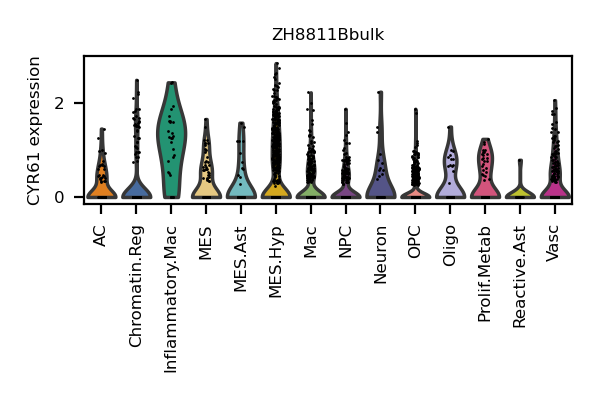 ZH8811Bbulk
CYR61 expression
2
0
AC
Chromatin.Reg
Inflammatory.Mac
MES
MES.Ast
MES.Hyp
Mac
NPC
Neuron
OPC
Oligo
Prolif.Metab
Reactive.Ast
Vasc